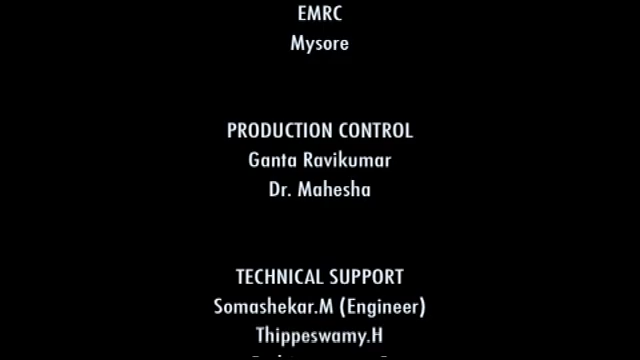 EMRC
Mysore
PRODUCTION CONTROL
Ganta Ravikumar
Dr. Mahesha
TECHNICAL SUPPORT
Somashekar.M (Engineer)
Thippeswamy.H